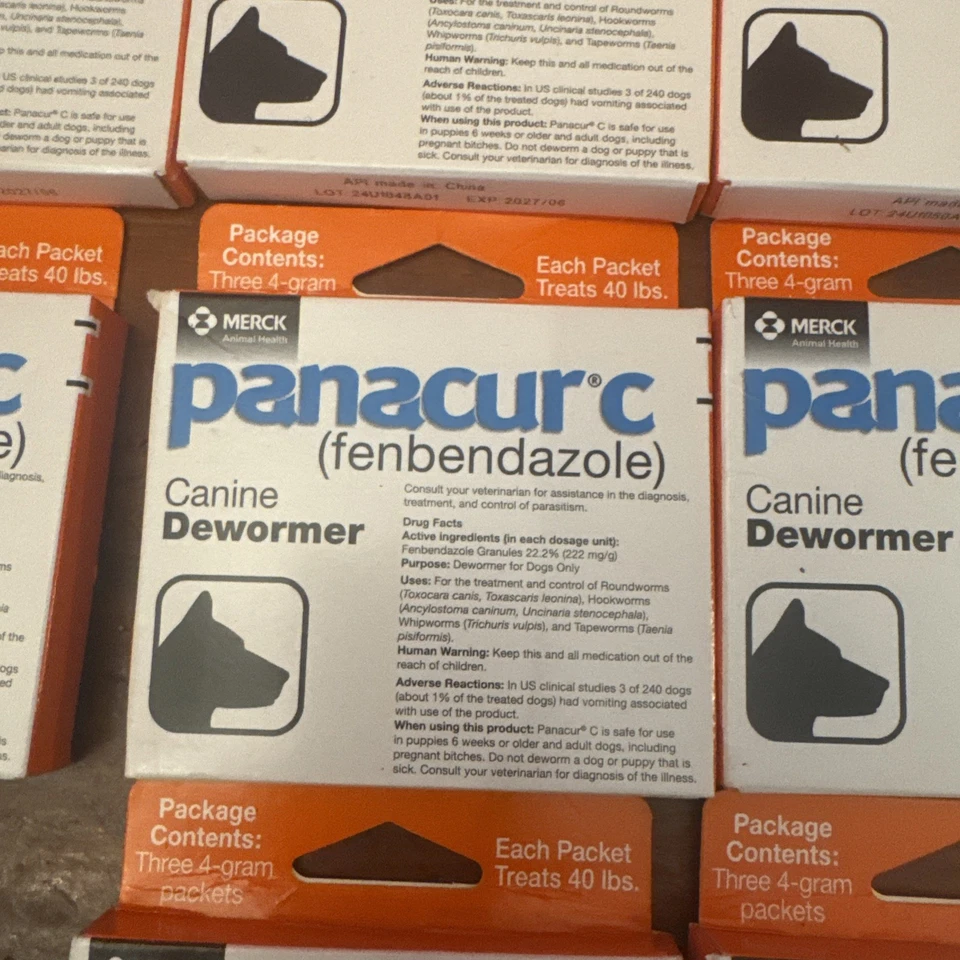 Uses: For the treatment and control of Roundworms
(Toxocara canis, Toxascaris leonina), Hookworms
(Ancylostoma caninum, Uncinaria stenocephala),
Whipworms (Trichuris vulpis), and Tapeworms (Taenia
pisiformis).
Human Warning: Keep this and all medication out of the
reach of children.
Adverse Reactions: In US clinical studies 3 of 240 dogs
(about 1% of the treated dogs) had vomiting associated
with use of the product.
When using this product: Panacur® C is safe for use
in puppies 6 weeks or older and adult dogs, including
pregnant bitches. Do not deworm a dog or puppy that is
sick. Consult your veterinarian for diagnosis of the illness.
API made in China
LOT 24U1048A01 EXP 2027/06
Package
Contents:
Three 4-gram
Each Packet
Treats 40 lbs.
MERCK
Animal Health
panacur® c
(fenbendazole)
Canine
Dewormer
Consult your veterinarian for assistance in the diagnosis,
treatment, and control of parasitism.
Drug Facts
Active ingredients (in each dosage unit):
Fenbendazole Granules 22.2% (222 mg/g)
Purpose: Dewormer for Dogs Only
Uses: For the treatment and control of Roundworms
(Toxocara canis, Toxascaris leonina), Hookworms
(Ancylostoma caninum, Uncinaria stenocephala),
Whipworms (Trichuris vulpis), and Tapeworms (Taenia
pisiformis).
Human Warning: Keep this and all medication out of the
reach of children.
Adverse Reactions: In US clinical studies 3 of 240 dogs
(about 1% of the treated dogs) had vomiting associated
with use of the product.
When using this product: Panacur® C is safe for use
in puppies 6 weeks or older and adult dogs, including
pregnant bitches. Do not deworm a dog or puppy that is
sick. Consult your veterinarian for diagnosis of the illness.
Package
Contents:
Three 4-gram
packets
Each Packet
Treats 40 lbs.
Package
Contents:
Three 4-gram
MERCK
Animal Health
pana
(fe
Canine
Dewormer
Package
Contents:
Three 4-gram
packets
ach Packet
eats 40 lbs.